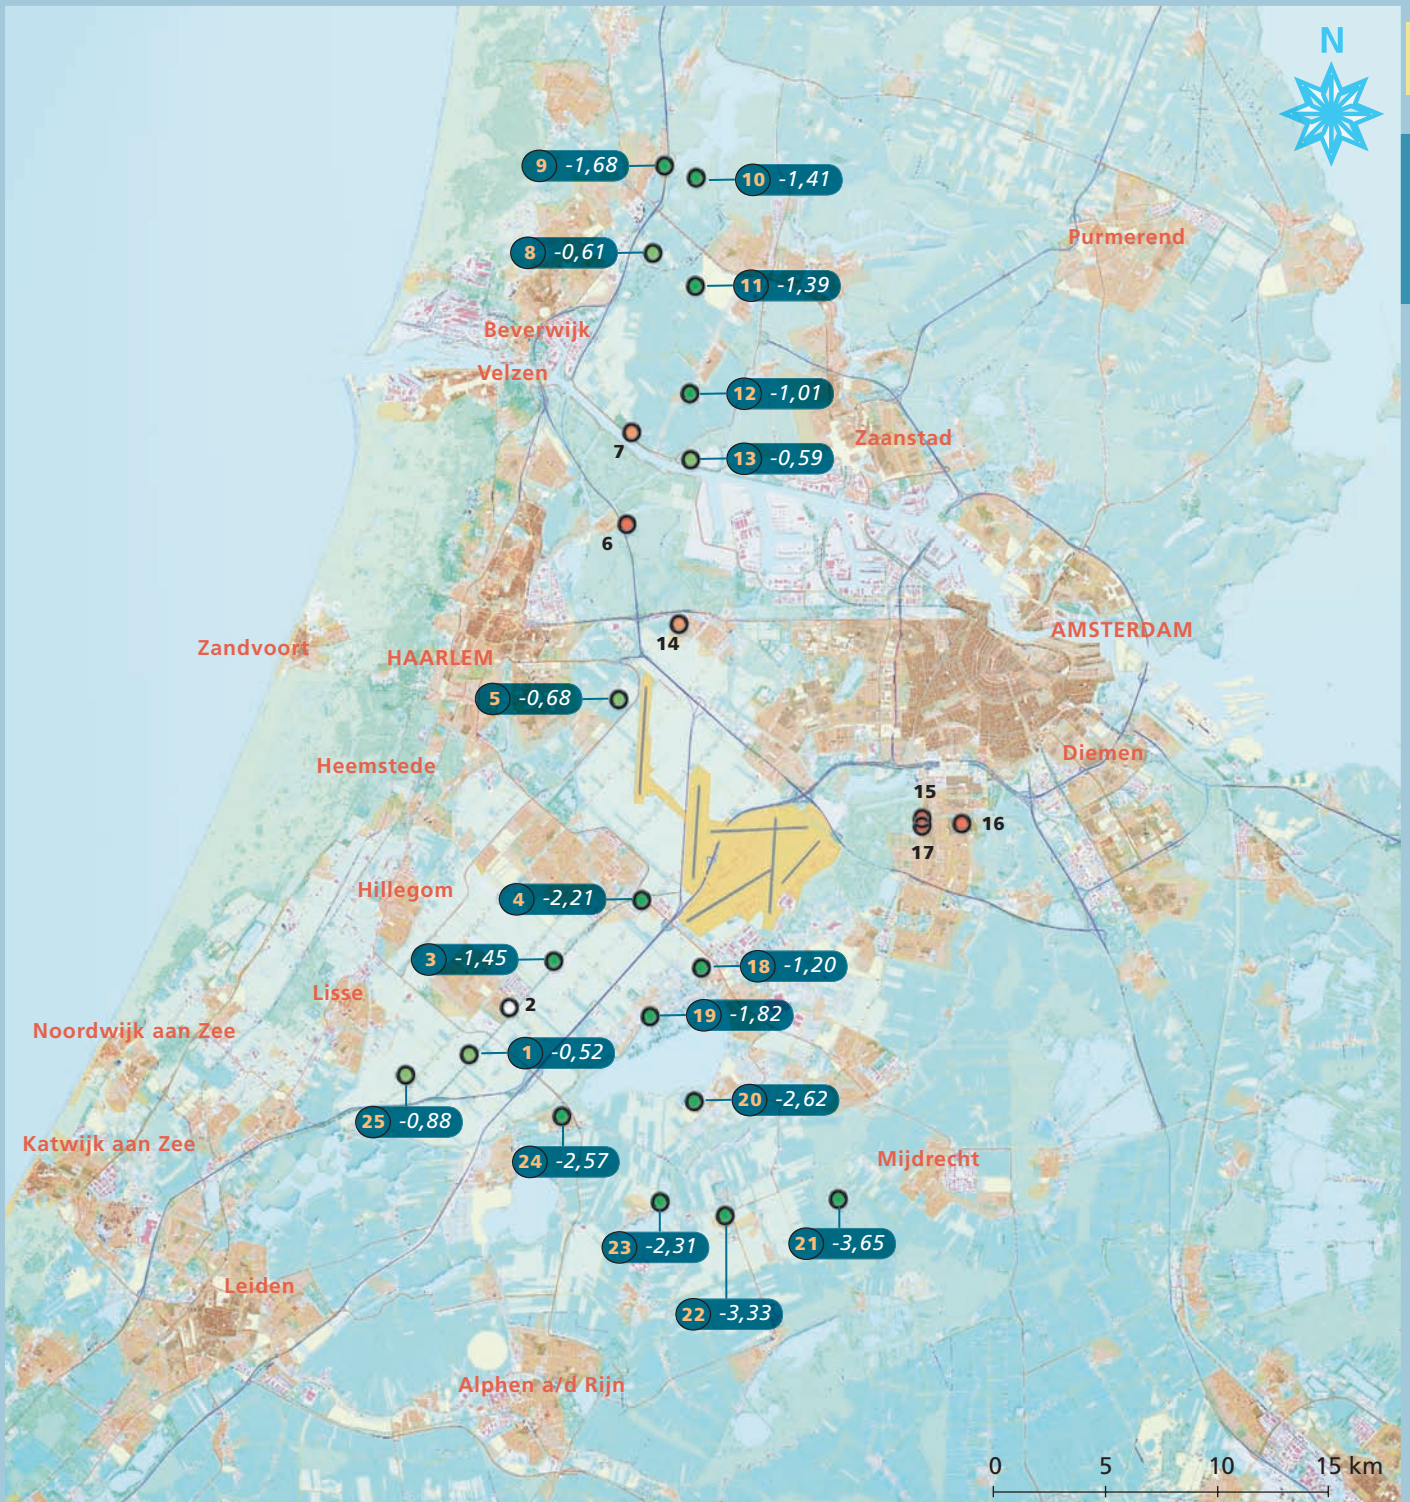 N
9 -1,68
10 -1,41
Purmerend
8 -0,61
11 -1,39
Beverwijk
Velzen
12 -1,01
7
Zaanstad
13 -0,59
6
14
AMSTERDAM
Zandvoort
HAARLEM
5 -0,68
Diemen
Heemstede
15
16
17
Hillegom
4 -2,21
3 -1,45
18 -1,20
Lisse
2
19 -1,82
Noordwijk aan Zee
1 -0,52
20 -2,62
25 -0,88
Katwijk aan Zee
24 -2,57
Mijdrecht
23 -2,31
21 -3,65
Leiden
22 -3,33
Alphen a/d Rijn
0 5 10 15 km